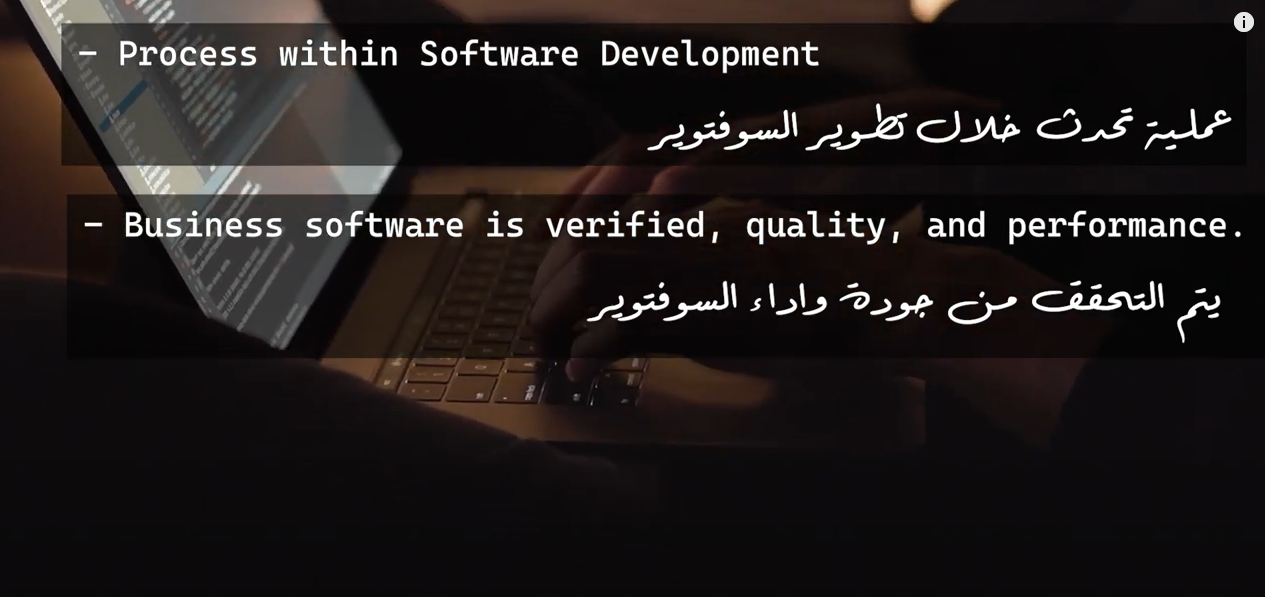 - Process within Software Development
عملية تحدث خلال تطوير السوفتوير
- Business software is verified, quality, and performance.
يتم التحقق من جودة واداء السوفتوير